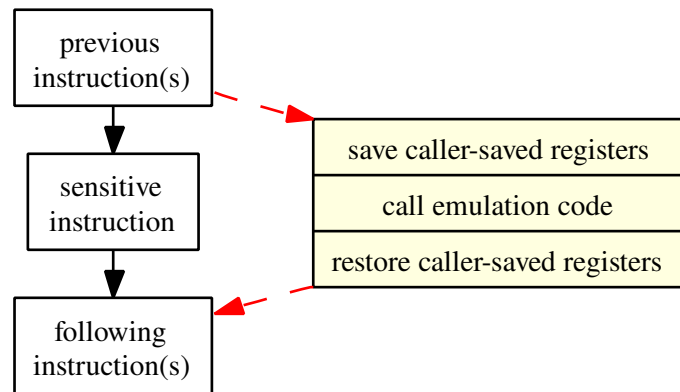 previous
instruction(s)
sensitive
instruction
following
instruction(s)
save caller-saved registers
call emulation code
restore caller-saved registers